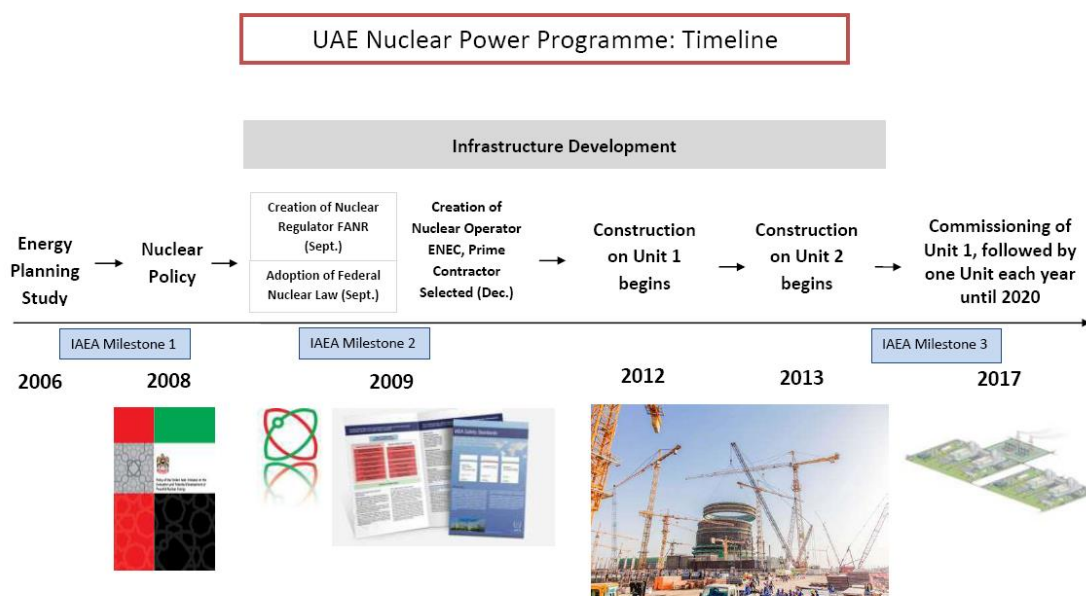 UAE Nuclear Power Programme: Timeline
Infrastructure Development
Energy
Planning
Study
Nuclear
Policy
Creation of Nuclear
Regulator FANR
(Sept.)
Adoption of Federal
Nuclear Law (Sept.)
Creation of
Nuclear Operator
ENEC, Prime
Contractor
Selected (Dec.)
Construction
on Unit 1
begins
Construction
on Unit 2
begins
Commissioning of
Unit 1, followed by
one Unit each year
until 2020
IAEA Milestone 1
IAEA Milestone 2
IAEA Milestone 3
2006
2008
2009
2012
2013
2017